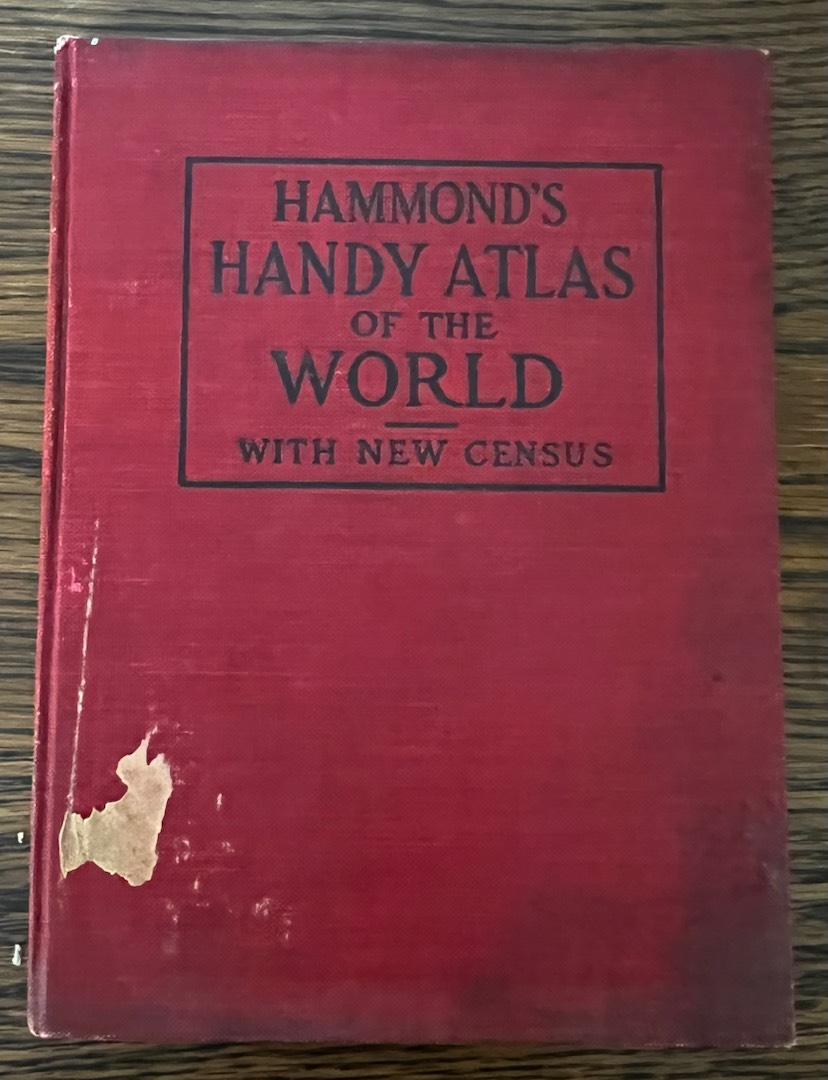 HAMMOND'S
HANDY ATLAS
OF THE
WORLD
WITH NEW CENSUS